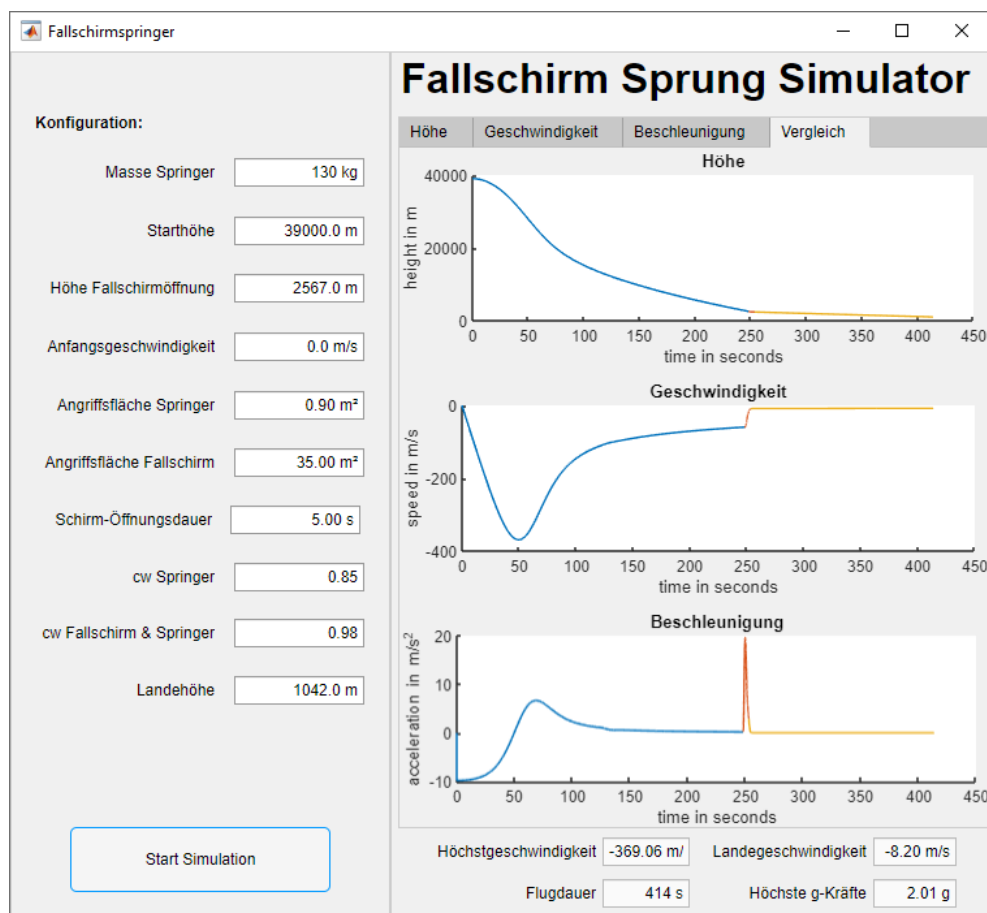 Fallschirmspringer
Fallschirm Sprung Simulator
Konfiguration:
Masse Springer 130 kg
Starthöhe 39000.0 m
Höhe Fallschirmöffnung 2567.0 m
Anfangsgeschwindigkeit 0.0 m/s
Angriffsfläche Springer 0.90 m²
Angriffsfläche Fallschirm 35.00 m²
Schirm-Öffnungsdauer 5.00 s
cw Springer 0.85
cw Fallschirm & Springer 0.98
Landehöhe 1042.0 m
Start Simulation
Höhe Geschwindigkeit Beschleunigung Vergleich
Höhe
height in m
40000
20000
0
0 50 100 150 200 250 300 350 400 450
time in seconds
Geschwindigkeit
speed in m/s
0
-200
-400
0 50 100 150 200 250 300 350 400 450
time in seconds
Beschleunigung
acceleration in m/s²
20
10
0
-10
0 50 100 150 200 250 300 350 400 450
time in seconds
Höchstgeschwindigkeit -369.06 m/ Landegeschwindigkeit -8.20 m/s
Flugdauer 414 s Höchste g-Kräfte 2.01 g